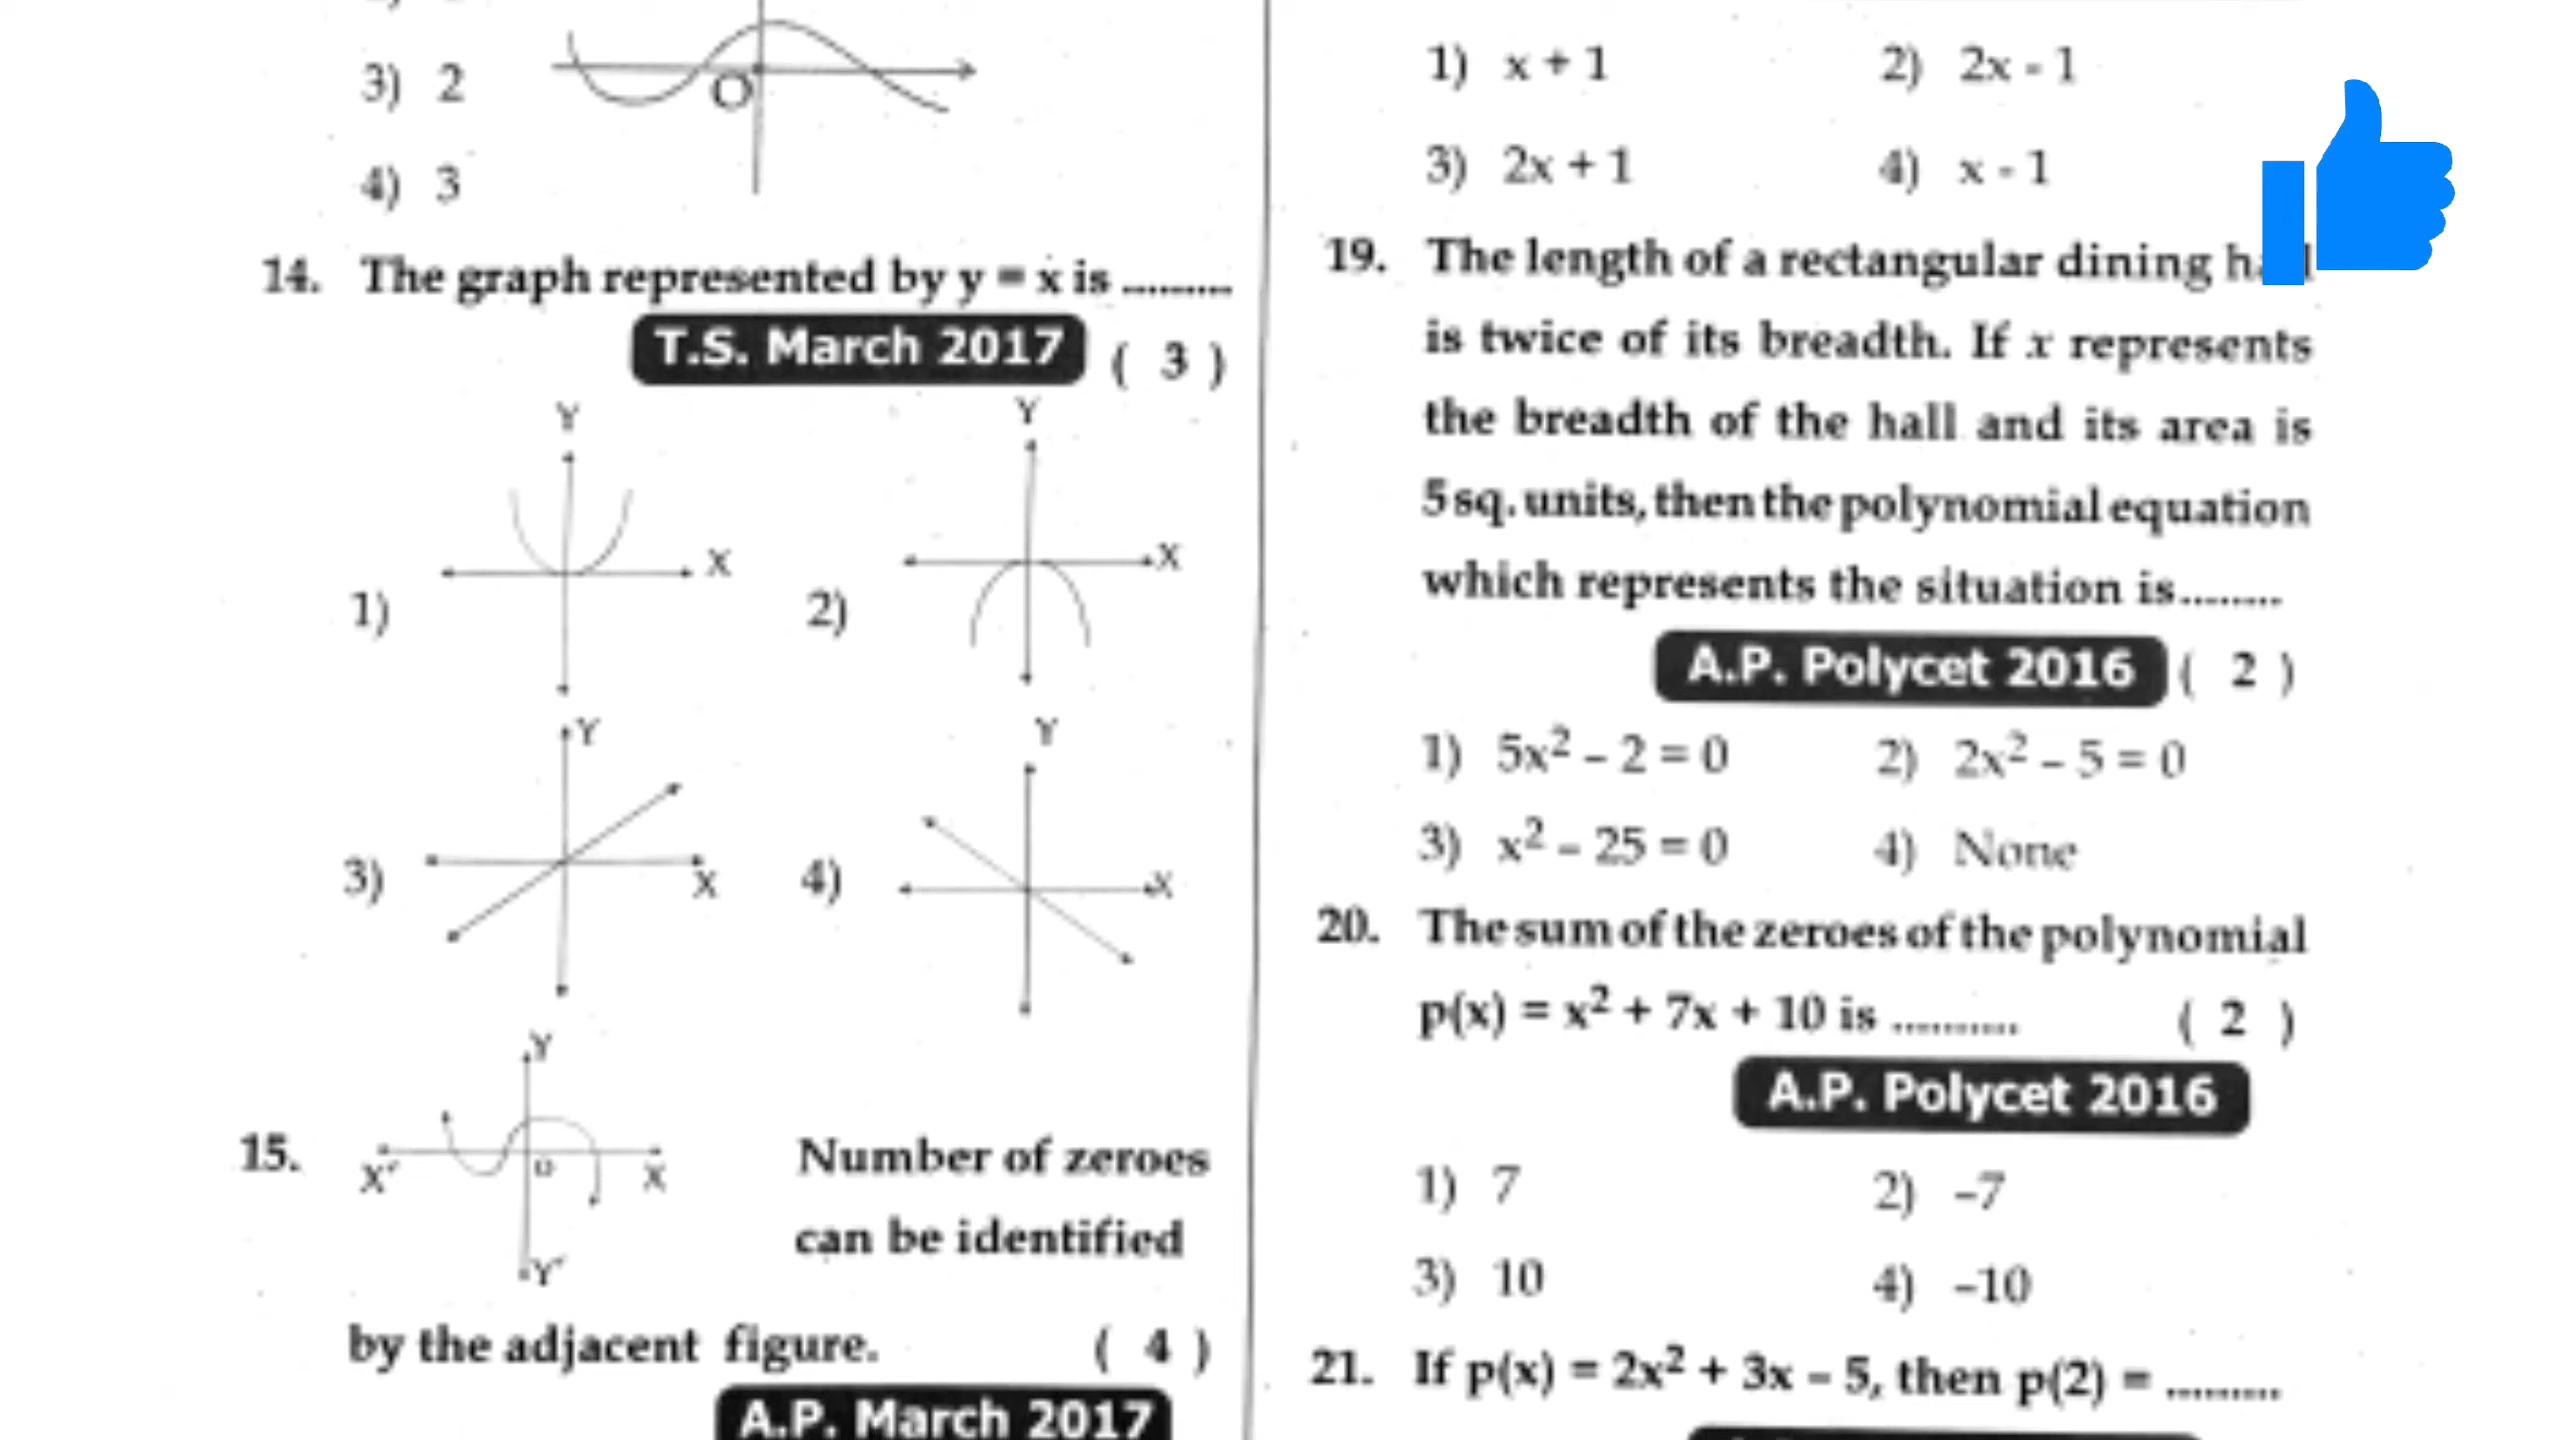 3) 2
O
4) 3
14. The graph represented by y = x is ..........
T.S. March 2017 ( 3 )
Y Y
X X
1) 2)
Y Y
3) X 4) X
Y
15. X' O X Number of zeroes
can be identified
Y'
by the adjacent figure. ( 4 )
A.P. March 2017
1) x + 1 2) 2x - 1
3) 2x + 1 4) x - 1
19. The length of a rectangular dining
is twice of its breadth. If x represents
the breadth of the hall and its area is
5 sq. units, then the polynomial equation
which represents the situation is........
A.P. Polycet 2016 ( 2 )
1) 5x² – 2 = 0 2) 2x² – 5 = 0
3) x² – 25 = 0 4) None
20. The sum of the zeroes of the polynomial
p(x) = x² + 7x + 10 is ........... ( 2 )
A.P. Polycet 2016
1) 7 2) –7
3) 10 4) –10
21. If p(x) = 2x² + 3x – 5, then p(2) = .........